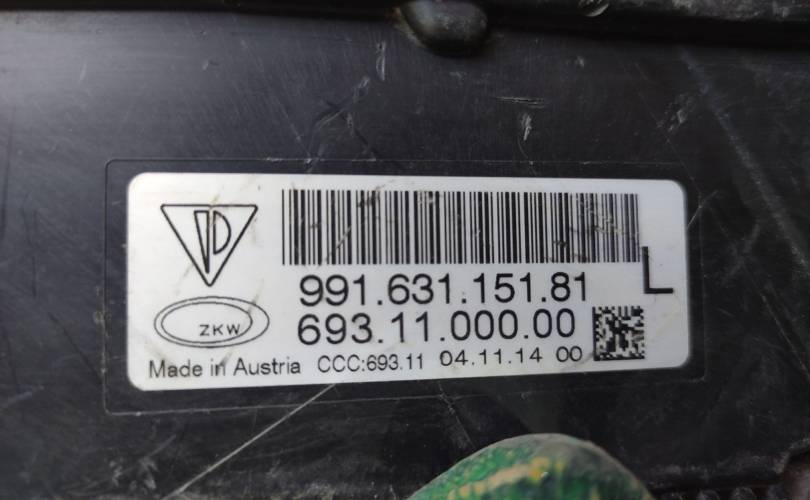 991.631.151.81
L
693.11.000.00
ZKW
Made in Austria CCC:693.11 04.11.14 00